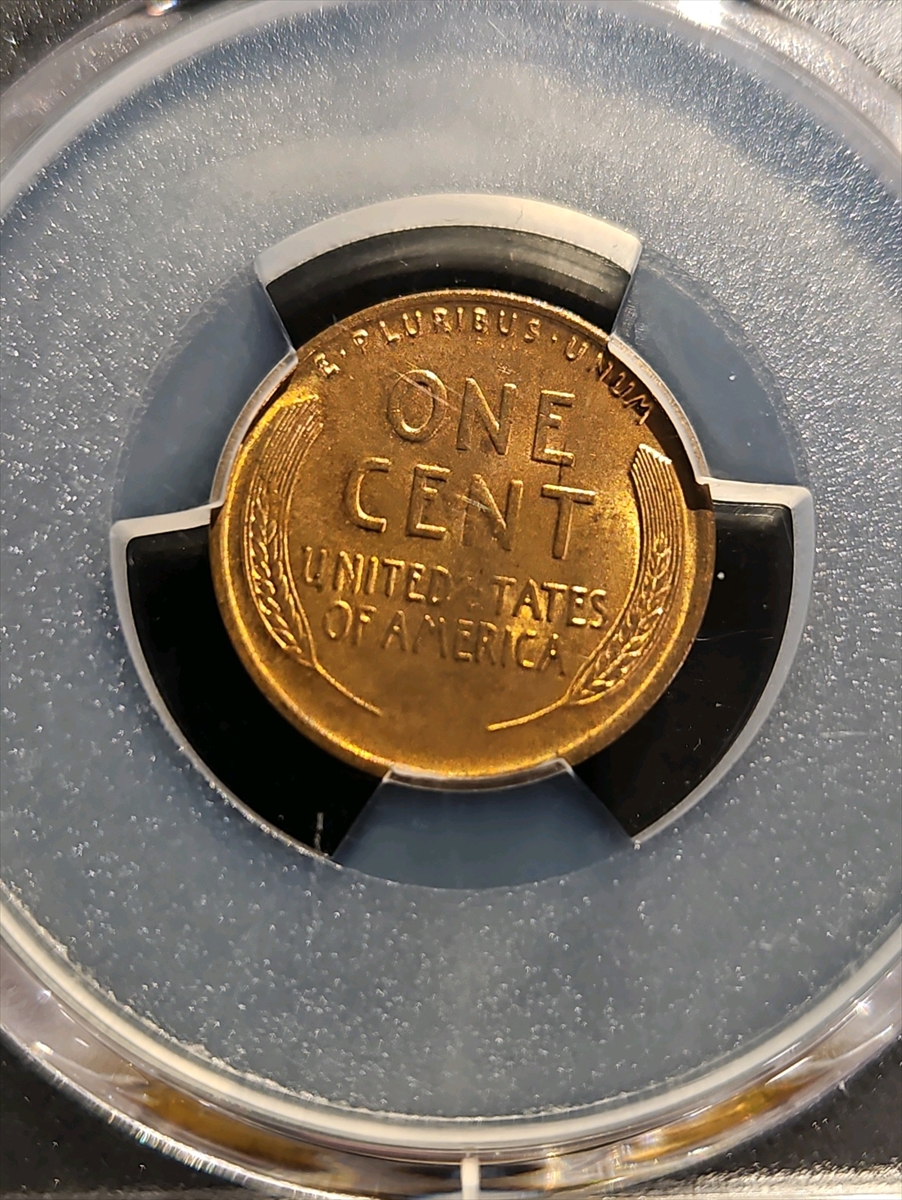 E·PLURIBUS·UNUM
ONE
CENT
UNITED STATES
OF AMERICA